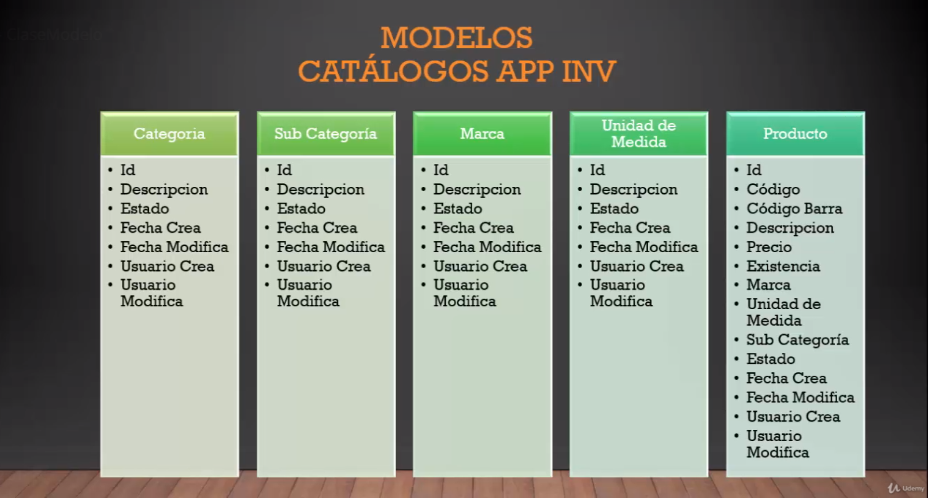 Clase Modelo
MODELOS
CATÁLOGOS APP INV
Categoria
• Id
• Descripcion
• Estado
• Fecha Crea
• Fecha Modifica
• Usuario Crea
• Usuario
Modifica
Sub Categoría
• Id
• Descripcion
• Estado
• Fecha Crea
• Fecha Modifica
• Usuario Crea
• Usuario
Modifica
Marca
• Id
• Descripcion
• Estado
• Fecha Crea
• Fecha Modifica
• Usuario Crea
• Usuario
Modifica
Unidad de
Medida
• Id
• Descripcion
• Estado
• Fecha Crea
• Fecha Modifica
• Usuario Crea
• Usuario
Modifica
Producto
• Id
• Código
• Código Barra
• Descripcion
• Precio
• Existencia
• Marca
• Unidad de
Medida
• Sub Categoría
• Estado
• Fecha Crea
• Fecha Modifica
• Usuario Crea
• Usuario
Modifica
Udemy